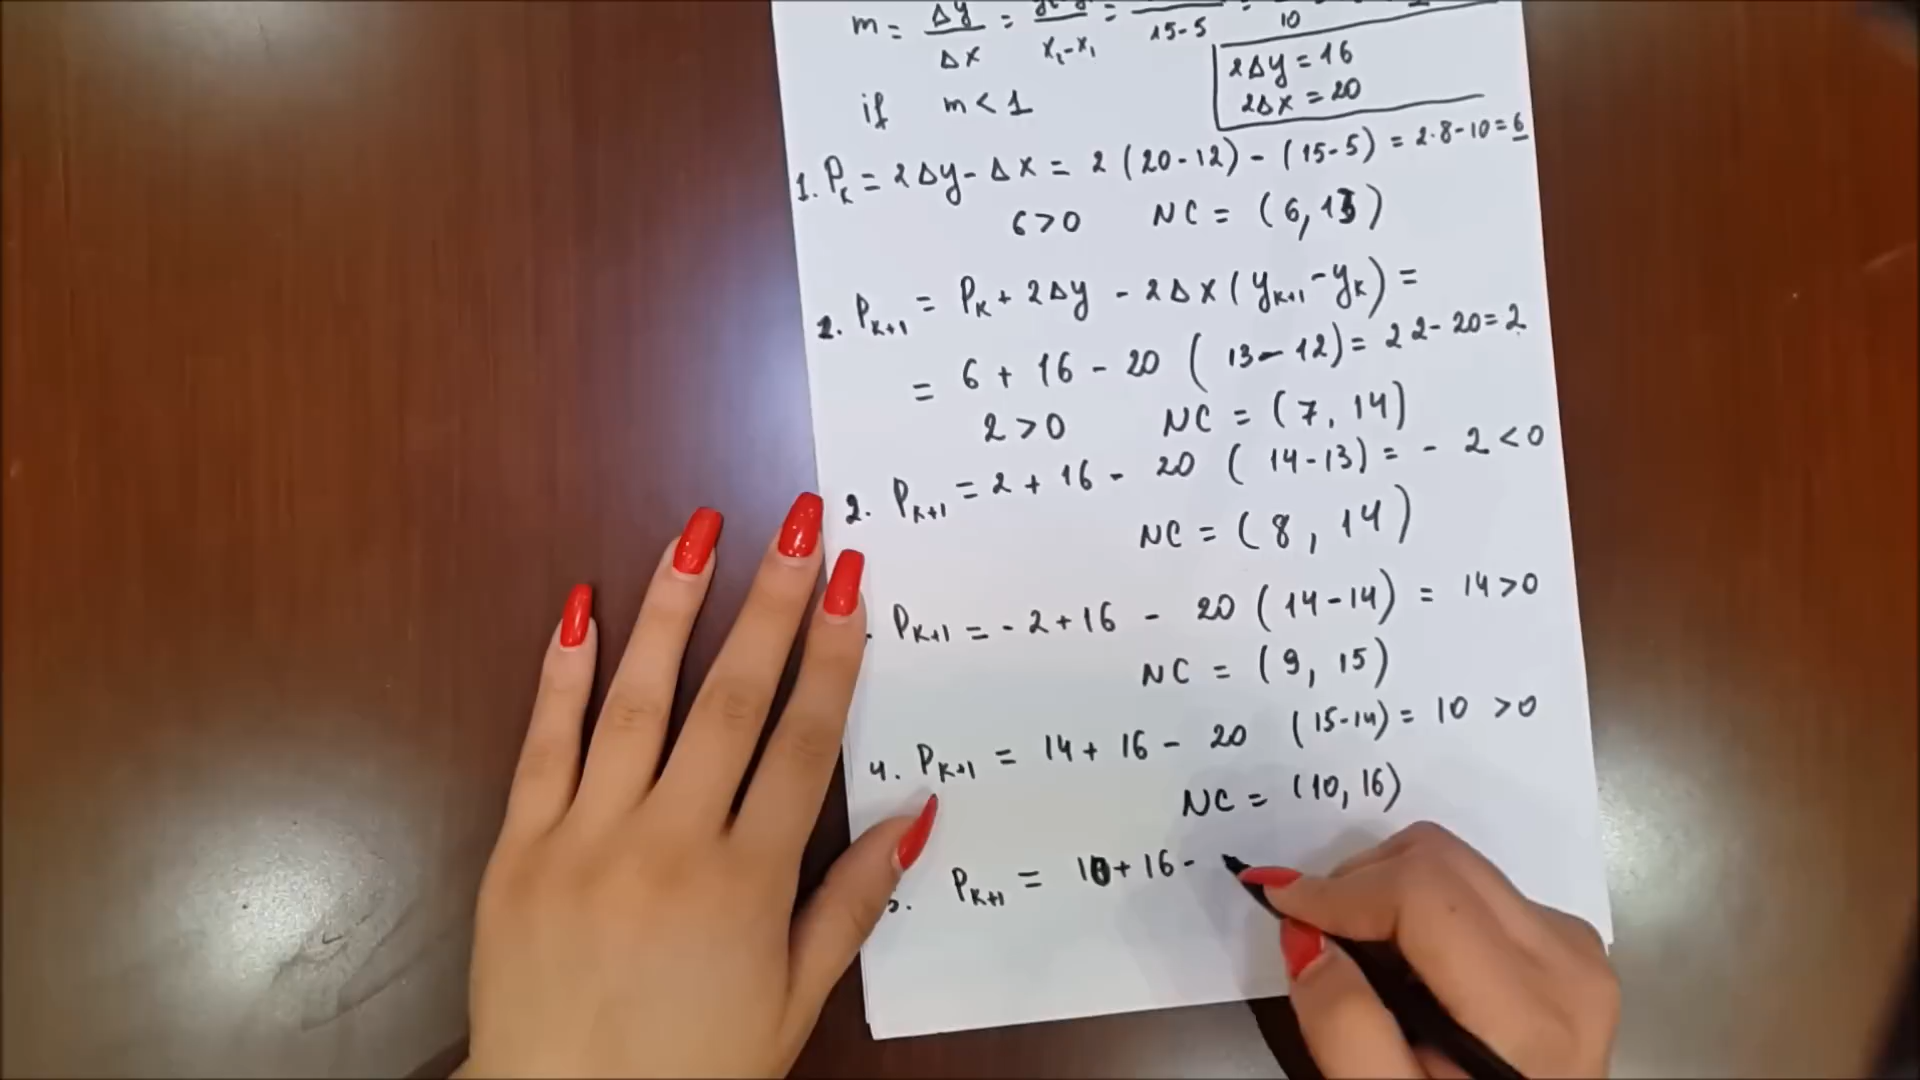 m = Δy / Δx = / x₂-x₁ = / 15-5 = / 10
2Δy = 16
2Δx = 20
if m < 1
1. Pₖ = 2Δy - Δx = 2 (20-12) - (15-5) = 2·8-10 = 6
6>0 NC = (6, 13)
2. Pₖ₊₁ = Pₖ + 2Δy - 2Δx (yₖ₊₁ - yₖ) =
= 6 + 16 - 20 (13-12) = 22-20=2
2>0 NC = (7, 14)
2. Pₖ₊₁ = 2 + 16 - 20 (14-13) = - 2 < 0
NC = (8, 14)
Pₖ₊₁ = -2+16 - 20 (14-14) = 14>0
NC = (9, 15)
4. Pₖ₊₁ = 14 + 16 - 20 (15-14) = 10 >0
NC = (10, 16)
Pₖ₊₁ = 10 + 16 -